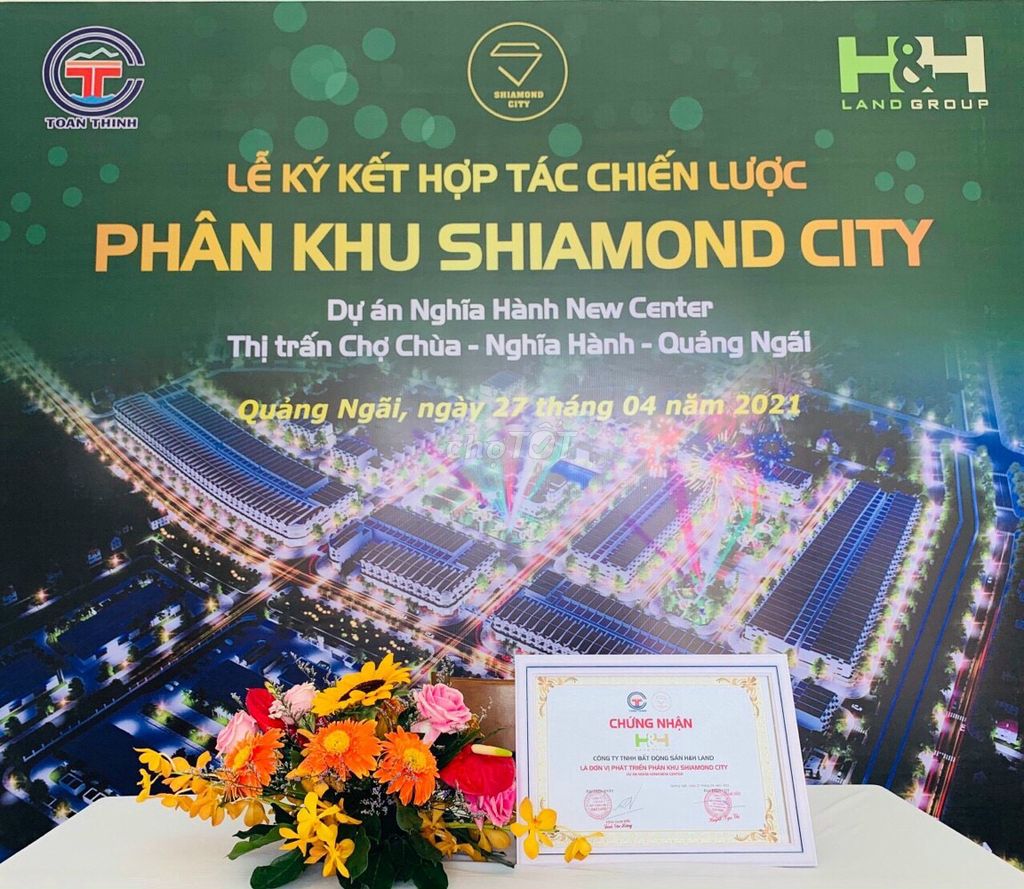 TOAN THINH
SHIAMOND
CITY
H&H
LAND GROUP
LỄ KÝ KẾT HỢP TÁC CHIẾN LƯỢC
PHÂN KHU SHIAMOND CITY
Dự án Nghĩa Hành New Center
Thị trấn Chợ Chùa - Nghĩa Hành - Quảng Ngãi
Quảng Ngãi, ngày 27 tháng 04 năm 2021
choTỐT
CHỨNG NHẬN
H&H
CÔNG TY TNHH BẤT ĐỘNG SẢN H&H LAND
LÀ ĐƠN VỊ PHÁT TRIỂN PHÂN KHU SHIAMOND CITY